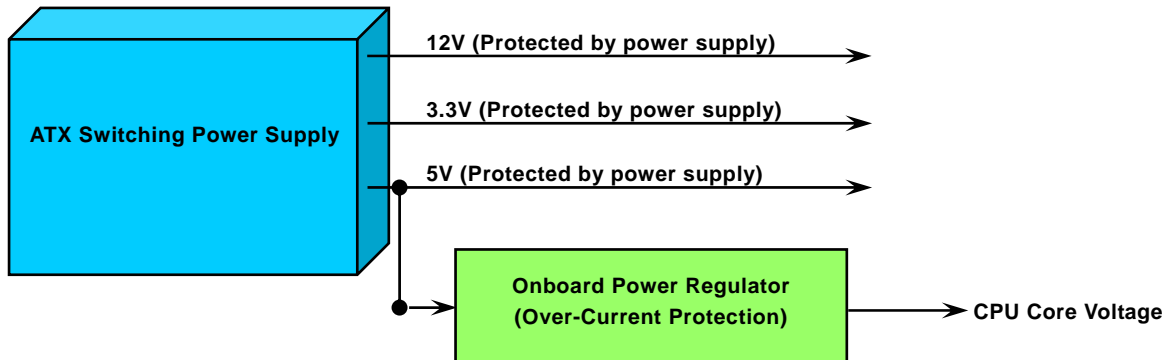 12V (Protected by power supply)
3.3V (Protected by power supply)
ATX Switching Power Supply
5V (Protected by power supply)
Onboard Power Regulator
(Over-Current Protection)
CPU Core Voltage